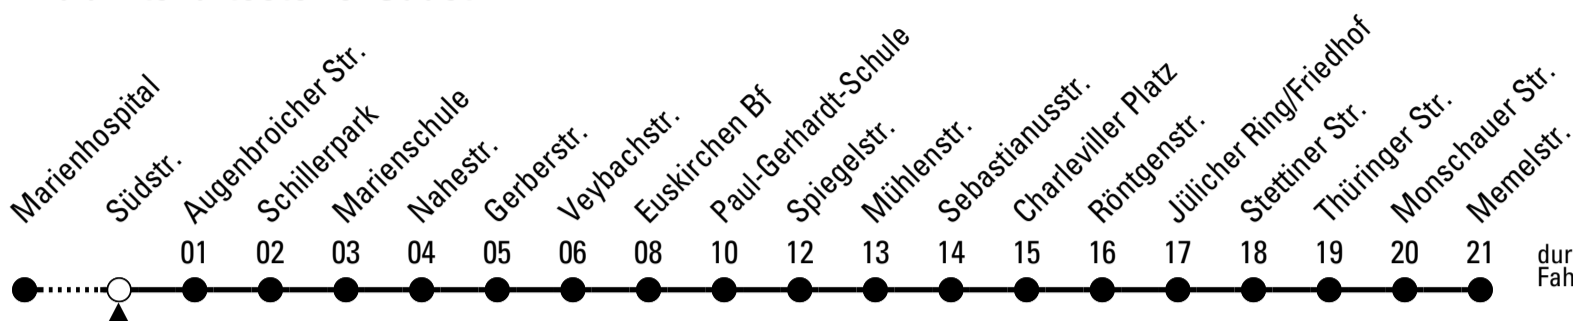 Marienhospital
Südstr.
Augenbroicher Str.
Schillerpark
Marienschule
Nahestr.
Gerberstr.
Veybachstr.
Euskirchen Bf
Paul-Gerhardt-Schule
Spiegelstr.
Mühlenstr.
Sebastianusstr.
Charleviller Platz
Röntgenstr.
Jülicher Ring/Friedhof
Stettiner Str.
Thüringer Str.
Monschauer Str.
Memelstr.
01 02 03 04 05 06 08 10 12 13 14 15 16 17 18 19 20 21
dur
Fah